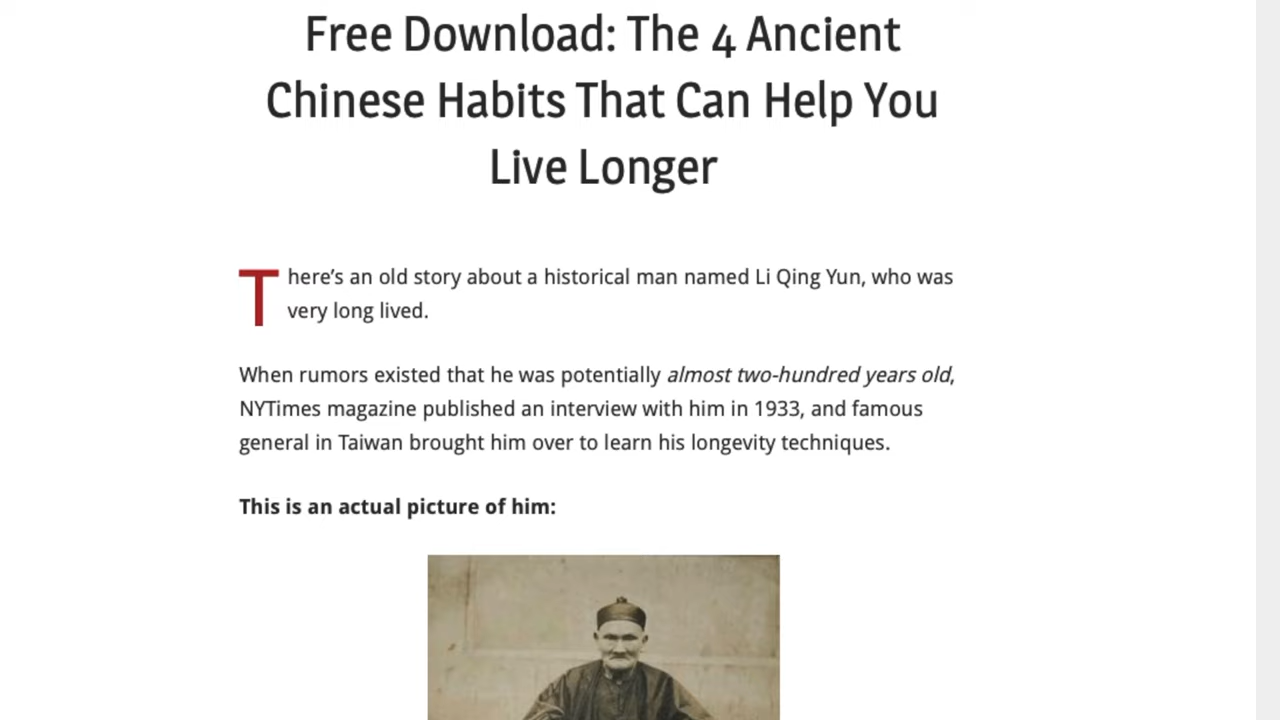 Free Download: The 4 Ancient
Chinese Habits That Can Help You
Live Longer
There’s an old story about a historical man named Li Qing Yun, who was
very long lived.
When rumors existed that he was potentially almost two-hundred years old,
NYTimes magazine published an interview with him in 1933, and famous
general in Taiwan brought him over to learn his longevity techniques.
This is an actual picture of him: